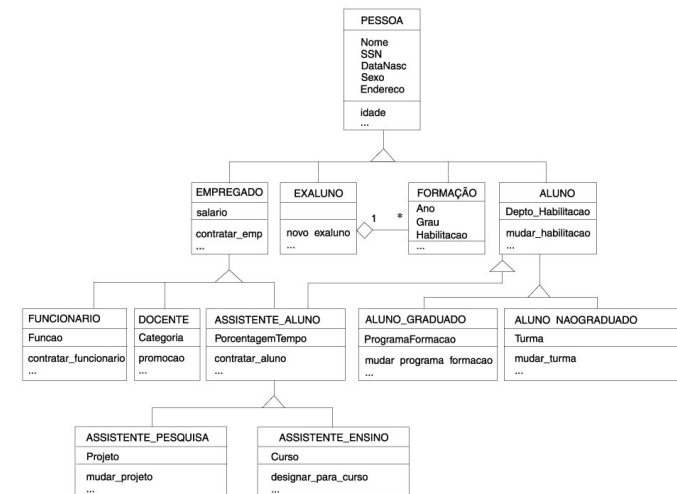 PESSOA
Nome
SSN
DataNasc
Sexo
Endereco
idade
...
EMPREGADO
salario
contratar_emp
...
EXALUNO
novo exaluno
...
1
*
FORMAÇÃO
Ano
Grau
Habilitacao
...
ALUNO
Depto_Habilitacao
mudar_habilitacao
...
FUNCIONARIO
Funcao
contratar_funcionario
...
DOCENTE
Categoria
promocao
...
ASSISTENTE_ALUNO
PorcentagemTempo
contratar_aluno
...
ALUNO_GRADUADO
ProgramaFormacao
mudar programa formacao
...
ALUNO NAOGRADUADO
Turma
mudar_turma
...
ASSISTENTE_PESQUISA
Projeto
mudar_projeto
...
ASSISTENTE_ENSINO
Curso
designar_para_curso
...